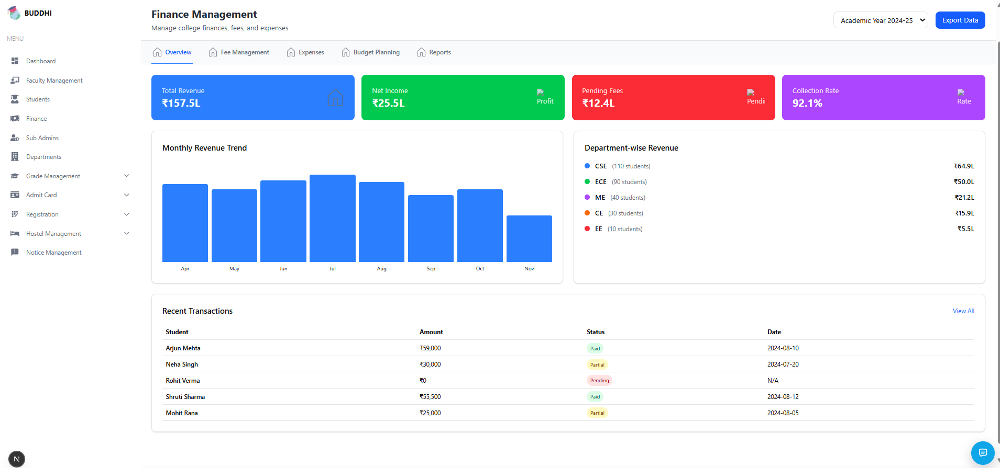 BUDDHI
MENU
Dashboard
Faculty Management
Students
Finance
Sub Admins
Departments
Grade Management
Admit Card
Registration
Hostel Management
Notice Management
N
Finance Management
Manage college finances, fees, and expenses
Academic Year 2024-25
Export Data
Overview Fee Management Expenses Budget Planning Reports
Total Revenue
₹157.5L
Net Income
₹25.5L
Profit
Pending Fees
₹12.4L
Pendi
Collection Rate
92.1%
Rate
Monthly Revenue Trend
Apr May Jun Jul Aug Sep Oct Nov
Department-wise Revenue
CSE (110 students) ₹64.9L
ECE (90 students) ₹50.0L
ME (40 students) ₹21.2L
CE (30 students) ₹15.9L
EE (10 students) ₹5.5L
Recent Transactions
View All
Student Amount Status Date
Arjun Mehta ₹59,000 Paid 2024-08-10
Neha Singh ₹30,000 Partial 2024-07-20
Rohit Verma ₹0 Pending N/A
Shruti Sharma ₹55,500 Paid 2024-08-12
Mohit Rana ₹25,000 Partial 2024-08-05